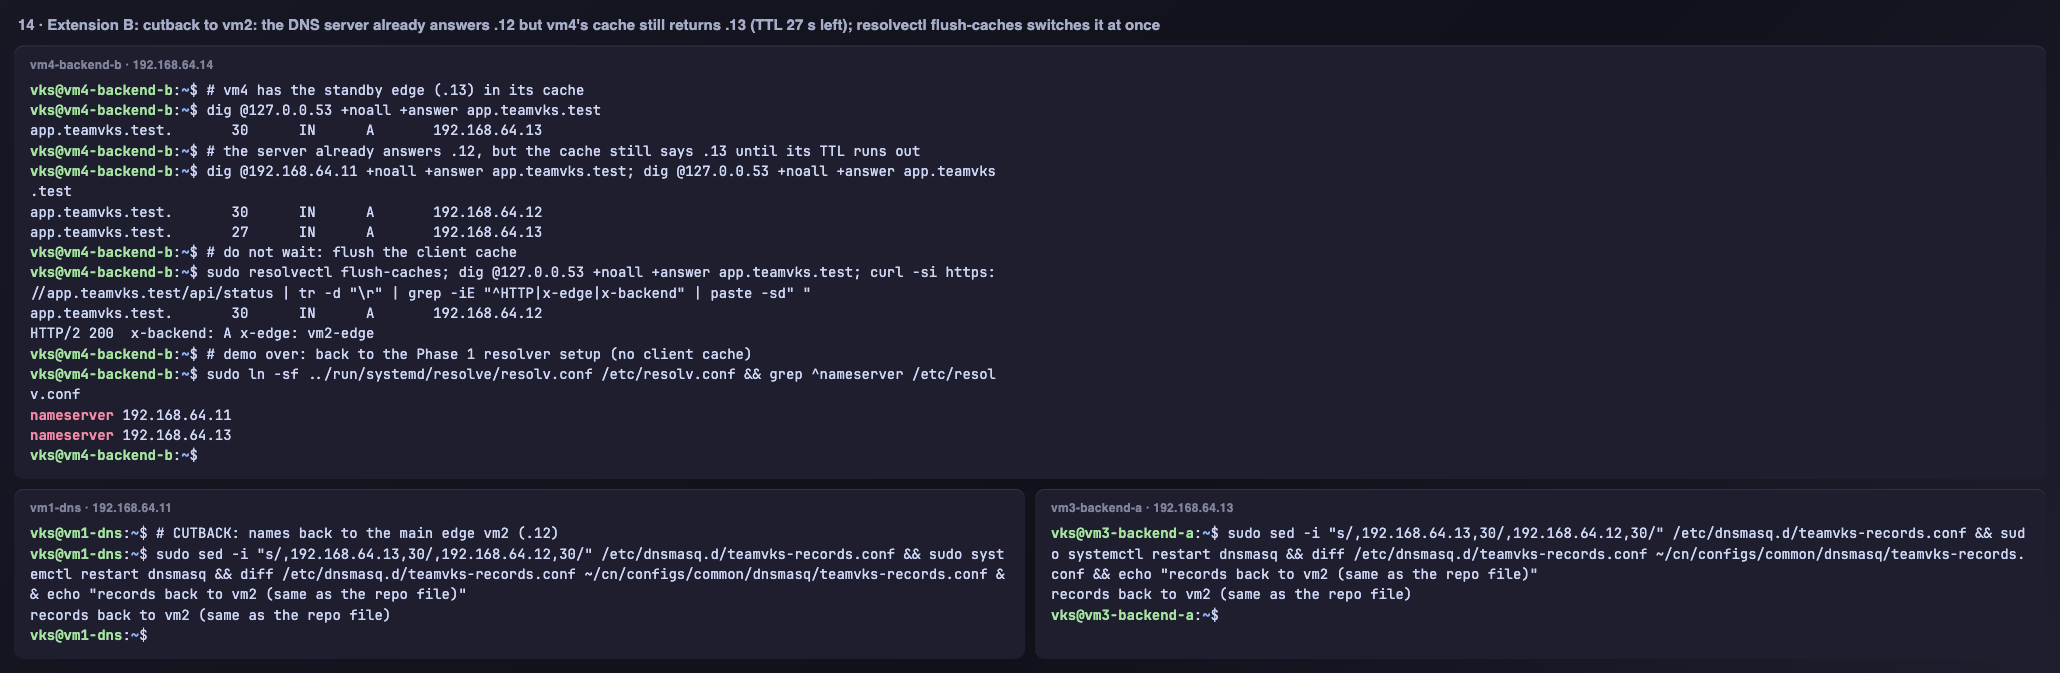 14 · Extension B: cutback to vm2: the DNS server already answers .12 but vm4's cache still returns .13 (TTL 27 s left); resolvectl flush-caches switches it at once
vm4-backend-b · 192.168.64.14
vks@vm4-backend-b:~$ # vm4 has the standby edge (.13) in its cache
vks@vm4-backend-b:~$ dig @127.0.0.53 +noall +answer app.teamvks.test
app.teamvks.test.       30      IN      A       192.168.64.13
vks@vm4-backend-b:~$ # the server already answers .12, but the cache still says .13 until its TTL runs out
vks@vm4-backend-b:~$ dig @192.168.64.11 +noall +answer app.teamvks.test; dig @127.0.0.53 +noall +answer app.teamvks
.test
app.teamvks.test.       30      IN      A       192.168.64.12
app.teamvks.test.       27      IN      A       192.168.64.13
vks@vm4-backend-b:~$ # do not wait: flush the client cache
vks@vm4-backend-b:~$ sudo resolvectl flush-caches; dig @127.0.0.53 +noall +answer app.teamvks.test; curl -si https:
//app.teamvks.test/api/status | tr -d "\r" | grep -iE "^HTTP|x-edge|x-backend" | paste -sd" "
app.teamvks.test.       30      IN      A       192.168.64.12
HTTP/2 200  x-backend: A x-edge: vm2-edge
vks@vm4-backend-b:~$ # demo over: back to the Phase 1 resolver setup (no client cache)
vks@vm4-backend-b:~$ sudo ln -sf ../run/systemd/resolve/resolv.conf /etc/resolv.conf && grep ^nameserver /etc/resol
v.conf
nameserver 192.168.64.11
nameserver 192.168.64.13
vks@vm4-backend-b:~$
vm1-dns · 192.168.64.11
vks@vm1-dns:~$ # CUTBACK: names back to the main edge vm2 (.12)
vks@vm1-dns:~$ sudo sed -i "s/,192.168.64.13,30/,192.168.64.12,30/" /etc/dnsmasq.d/teamvks-records.conf && sudo syst
emctl restart dnsmasq && diff /etc/dnsmasq.d/teamvks-records.conf ~/cn/configs/common/dnsmasq/teamvks-records.conf &
& echo "records back to vm2 (same as the repo file)"
records back to vm2 (same as the repo file)
vks@vm1-dns:~$
vm3-backend-a · 192.168.64.13
vks@vm3-backend-a:~$ sudo sed -i "s/,192.168.64.13,30/,192.168.64.12,30/" /etc/dnsmasq.d/teamvks-records.conf && sud
o systemctl restart dnsmasq && diff /etc/dnsmasq.d/teamvks-records.conf ~/cn/configs/common/dnsmasq/teamvks-records.
conf && echo "records back to vm2 (same as the repo file)"
records back to vm2 (same as the repo file)
vks@vm3-backend-a:~$